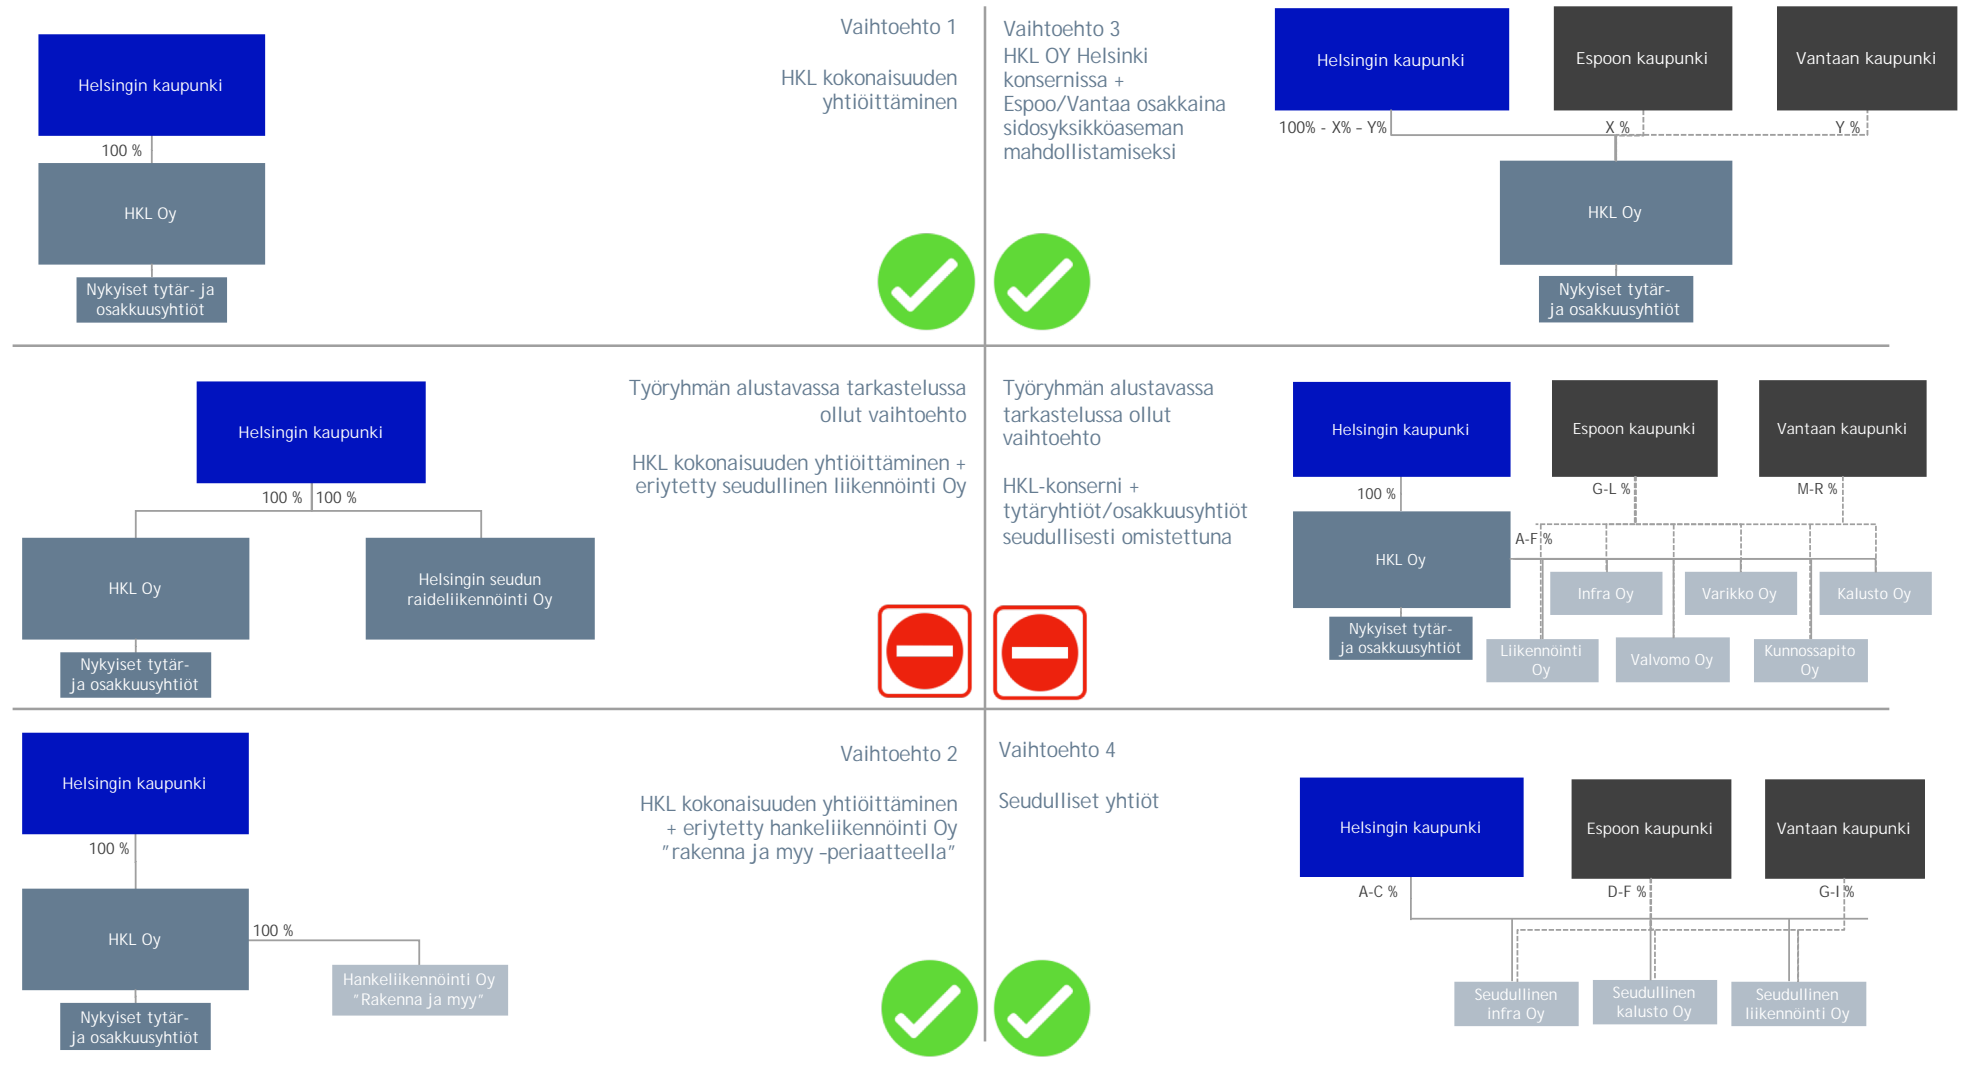 Helsingin kaupunki
100 %
HKL Oy
Nykyiset tytär- ja
osakkuusyhtiöt
Vaihtoehto 1
HKL kokonaisuuden
yhtiöittäminen
Vaihtoehto 3
HKL OY Helsinki
konsernissa +
Espoo/Vantaa osakkaina
sidosyksikköaseman
mahdollistamiseksi
Helsingin kaupunki
Espoon kaupunki
Vantaan kaupunki
100% - X% – Y%
X %
Y %
HKL Oy
Nykyiset tytär-
ja osakkuusyhtiöt
Helsingin kaupunki
100 %
100 %
HKL Oy
Helsingin seudun
raideliikennöinti Oy
Nykyiset tytär-
ja osakkuusyhtiöt
Työryhmän alustavassa tarkastelussa
ollut vaihtoehto
HKL kokonaisuuden yhtiöittäminen +
eriytetty seudullinen liikennöinti Oy
Työryhmän alustavassa
tarkastelussa ollut
vaihtoehto
HKL-konserni +
tytäryhtiöt/osakkuusyhtiöt
seudullisesti omistettuna
Helsingin kaupunki
Espoon kaupunki
Vantaan kaupunki
100 %
G-L %
M-R %
HKL Oy
A-F %
Infra Oy
Varikko Oy
Kalusto Oy
Nykyiset tytär-
ja osakkuusyhtiöt
Liikennöinti
Oy
Valvomo Oy
Kunnossapito
Oy
Helsingin kaupunki
100 %
HKL Oy
100 %
Hankeliikennöinti Oy
"Rakenna ja myy"
Nykyiset tytär-
ja osakkuusyhtiöt
Vaihtoehto 2
HKL kokonaisuuden yhtiöittäminen
+ eriytetty hankeliikennöinti Oy
"rakenna ja myy –periaatteella"
Vaihtoehto 4
Seudulliset yhtiöt
Helsingin kaupunki
Espoon kaupunki
Vantaan kaupunki
A-C %
D-F %
G-I %
Seudullinen
infra Oy
Seudullinen
kalusto Oy
Seudullinen
liikennöinti Oy